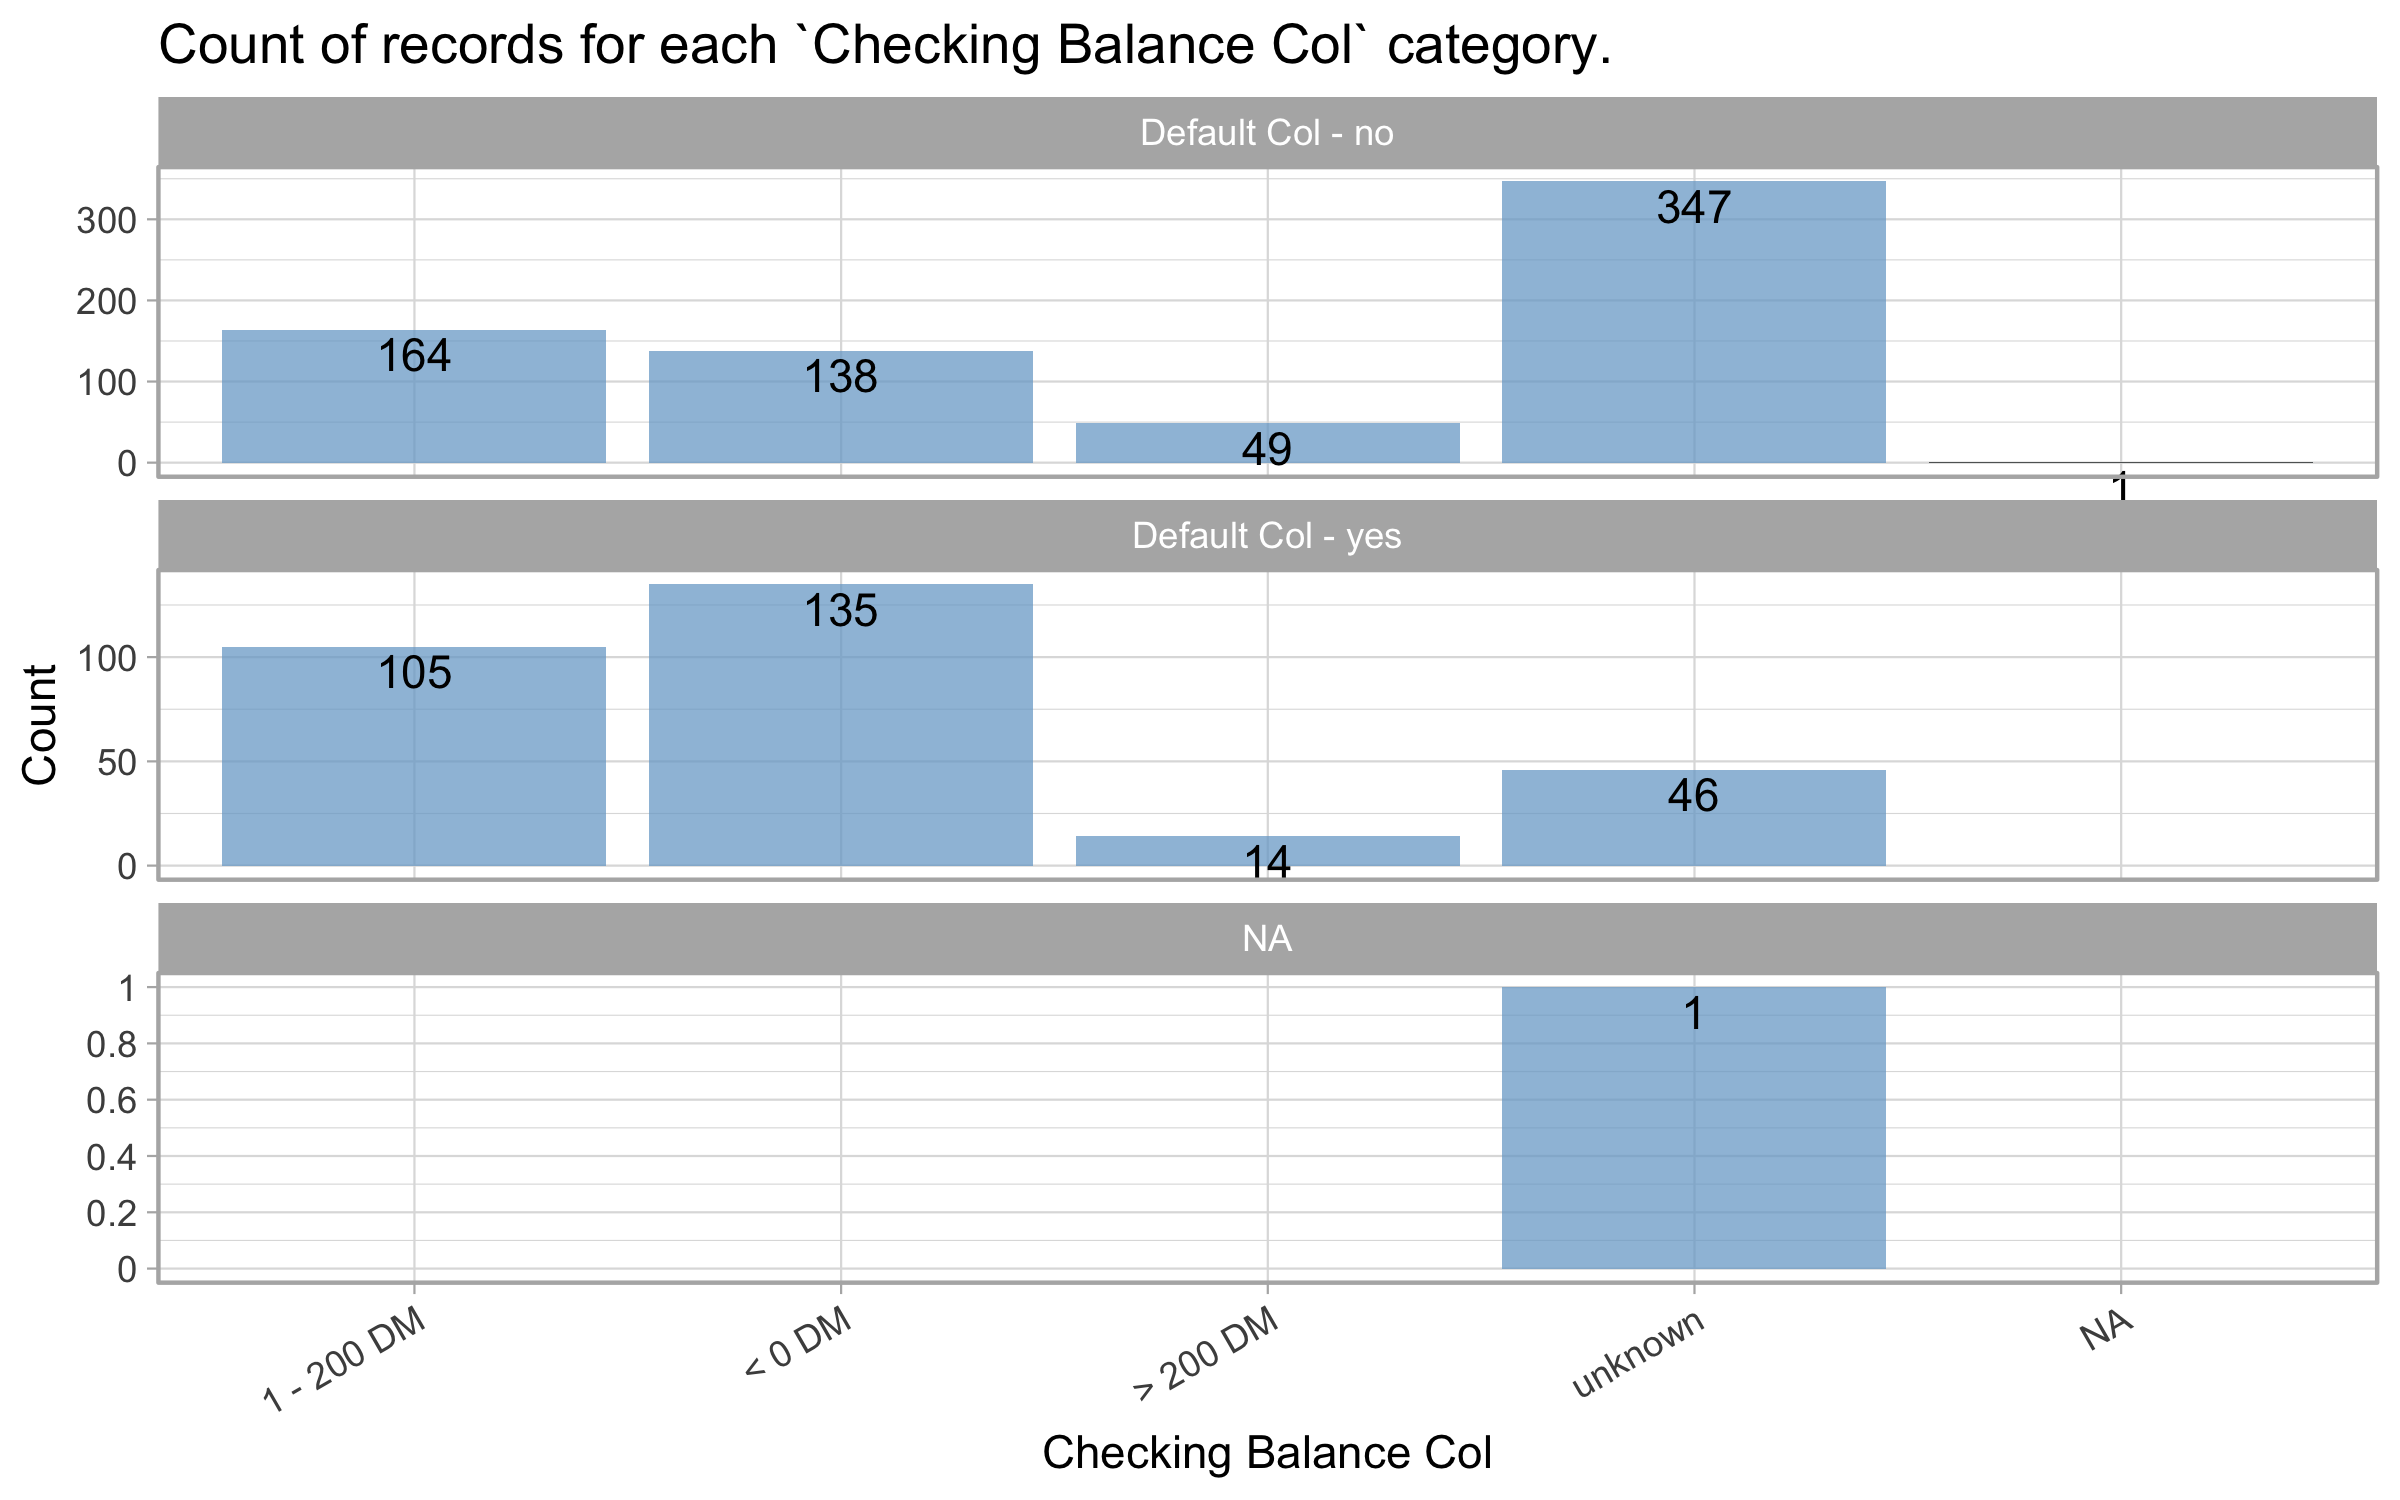 Count of records for each `Checking Balance Col` category.
Default Col - no
300
200
100
0
164
138
49
347
1
Default Col - yes
Count
100
50
0
105
135
14
46
NA
1
0.8
0.6
0.4
0.2
0
1
1 - 200 DM
< 0 DM
> 200 DM
unknown
NA
Checking Balance Col